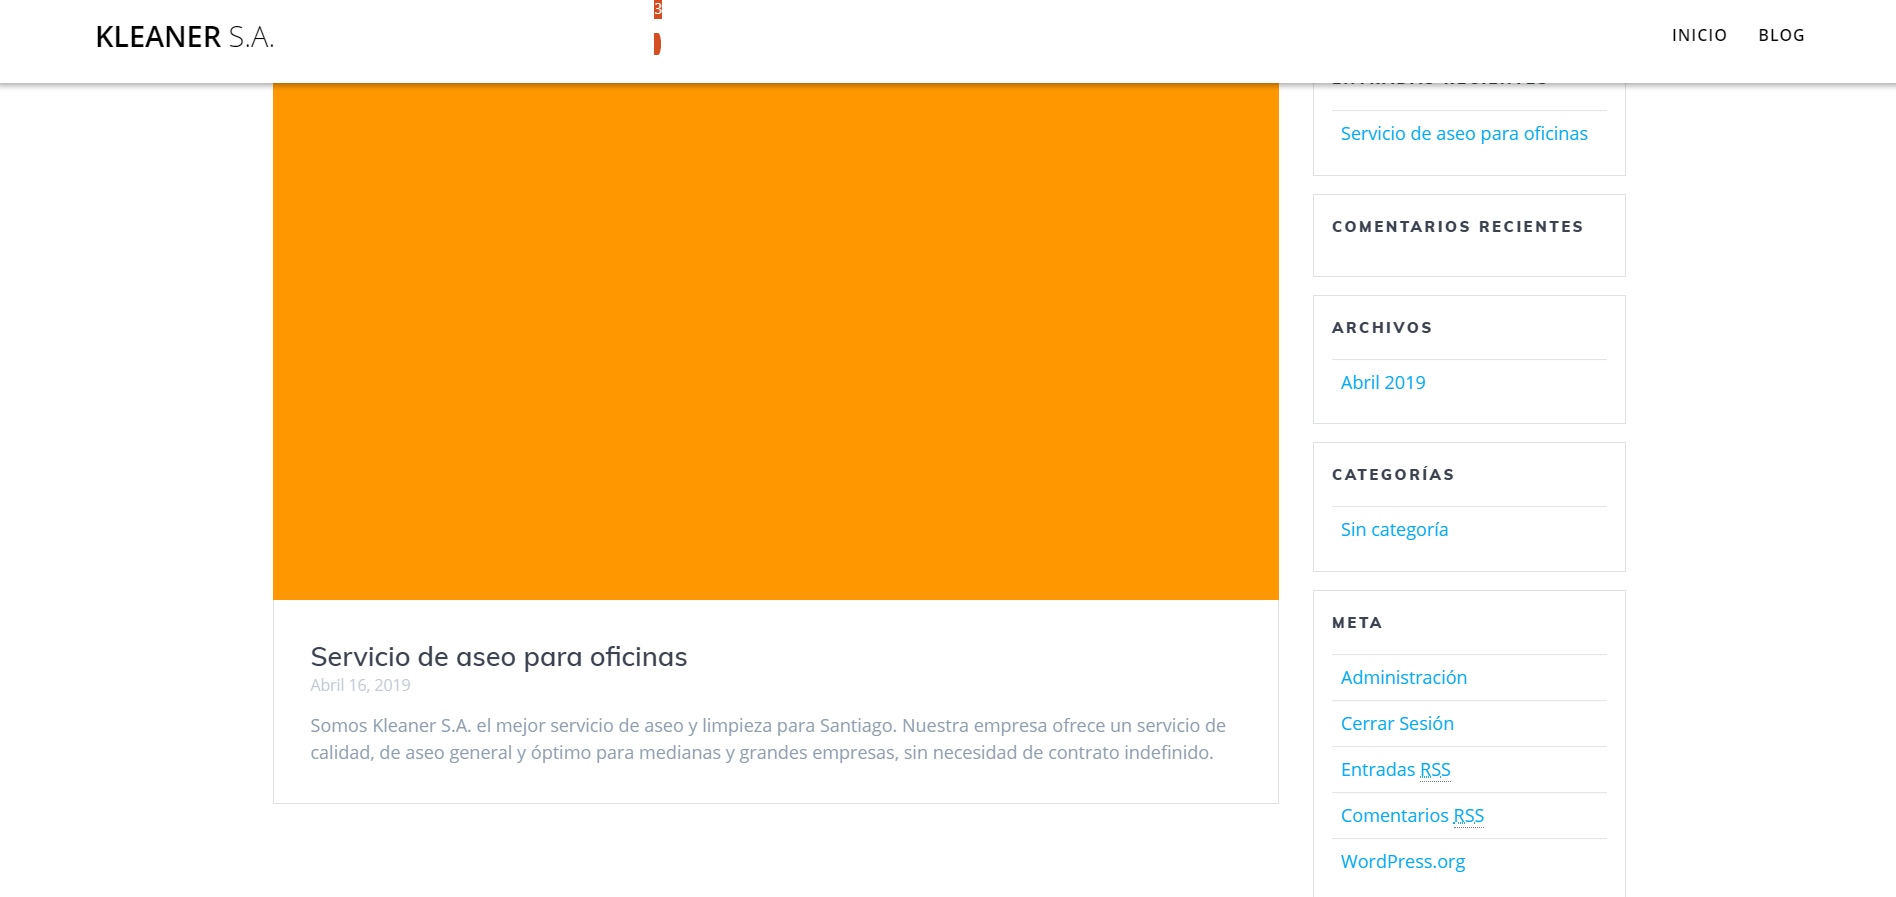 KLEANER S.A.
3
INICIO BLOG
ENTRADAS RECIENTES
Servicio de aseo para oficinas
COMENTARIOS RECIENTES
ARCHIVOS
Abril 2019
CATEGORÍAS
Sin categoría
META
Administración
Cerrar Sesión
Entradas RSS
Comentarios RSS
WordPress.org
Servicio de aseo para oficinas
Abril 16, 2019
Somos Kleaner S.A. el mejor servicio de aseo y limpieza para Santiago. Nuestra empresa ofrece un servicio de
calidad, de aseo general y óptimo para medianas y grandes empresas, sin necesidad de contrato indefinido.